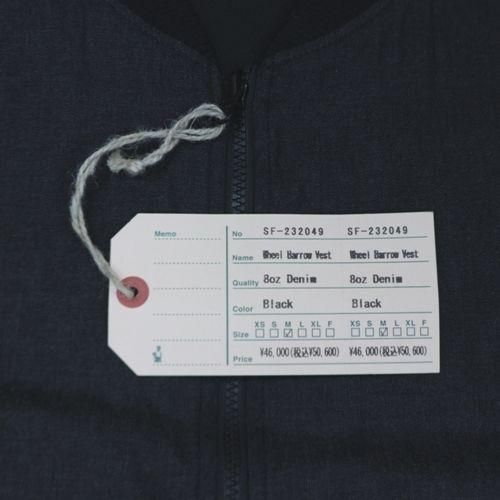 Memo
No SF-232049 SF-232049
Name Wheel Barrow Vest Wheel Barrow Vest
Quality 8oz Denim 8oz Denim
Color Black Black
XS S M L XL F XS S M L XL F
Size
Price ¥46,000(税込¥50,600) ¥46,000(税込¥50,600)